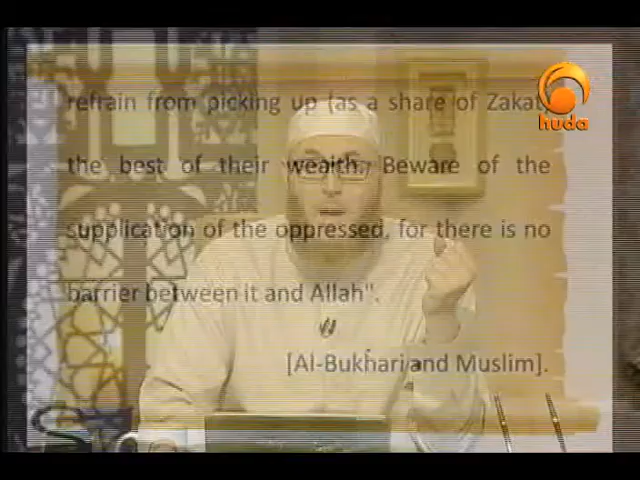 huda
refrain from picking up (as a share of Zakat)
the best of their wealth. Beware of the
supplication of the oppressed, for there is no
barrier between it and Allah".
[Al-Bukhari and Muslim].